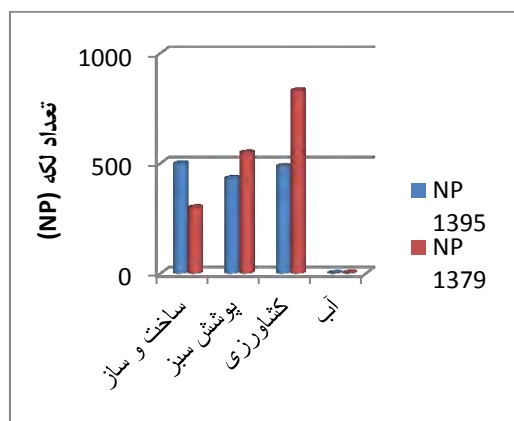 1000
500
0
تعداد لکه (NP)
ساخت و ساز
پوشش سبز
کشاورزی
آب
NP
1395
NP
1379